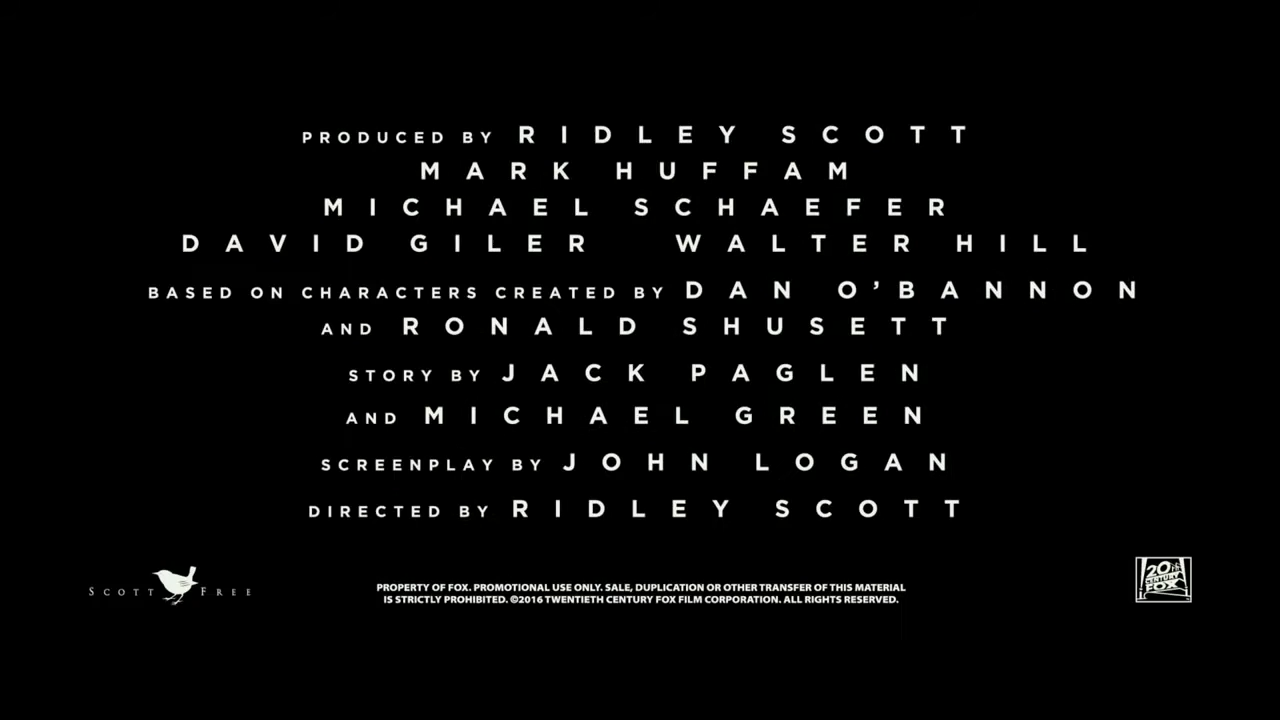 PRODUCED BY RIDLEY SCOTT
MARK HUFFAM
MICHAEL SCHAEFER
DAVID GILER WALTER HILL
BASED ON CHARACTERS CREATED BY DAN O'BANNON
AND RONALD SHUSETT
STORY BY JACK PAGLEN
AND MICHAEL GREEN
SCREENPLAY BY JOHN LOGAN
DIRECTED BY RIDLEY SCOTT
SCOTT FREE
PROPERTY OF FOX. PROMOTIONAL USE ONLY. SALE, DUPLICATION OR OTHER TRANSFER OF THIS MATERIAL
IS STRICTLY PROHIBITED. ©2016 TWENTIETH CENTURY FOX FILM CORPORATION. ALL RIGHTS RESERVED.
20th
CENTURY
FOX